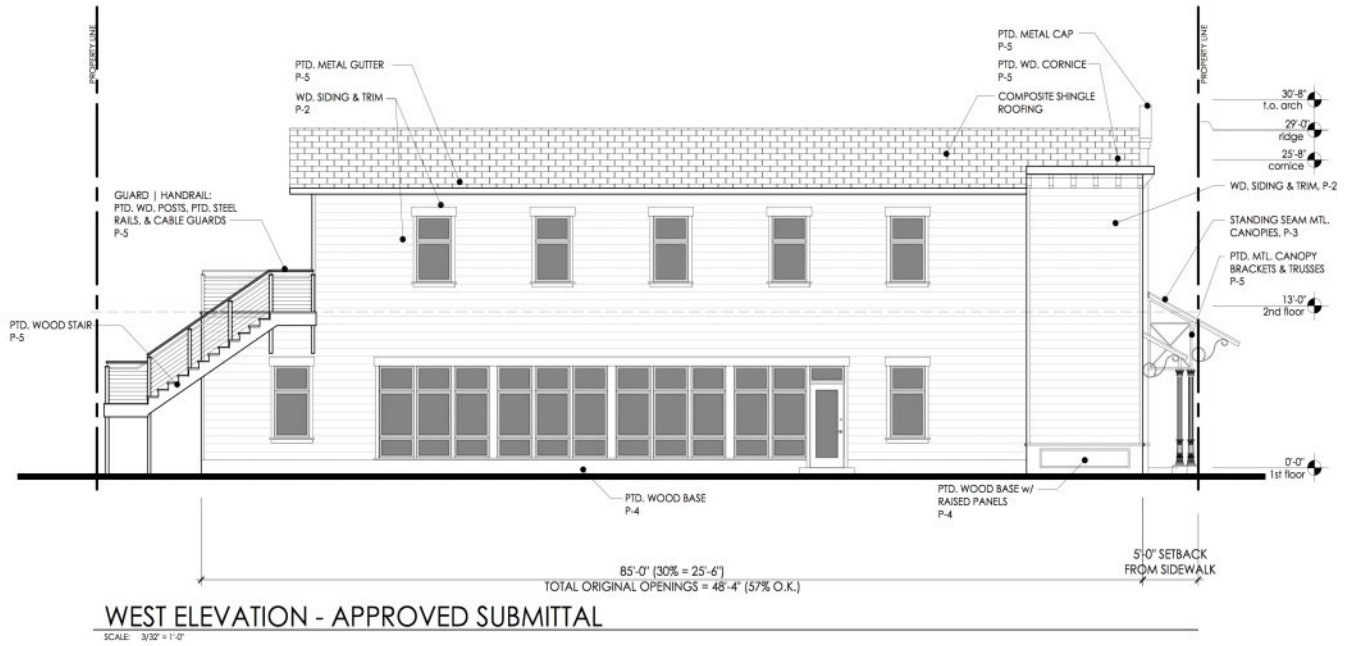 PROPERTY LINE
PTD. METAL GUTTER
P-5
WD. SIDING & TRIM
P-2
PTD. METAL CAP
P-5
PTD. WD. CORNICE
P-5
COMPOSITE SHINGLE
ROOFING
PROPERTY LINE
30'-8"
t.o. arch
29'-0"
ridge
25'-8"
cornice
GUARD | HANDRAIL:
PTD. WD. POSTS, PTD. STEEL
RAILS, & CABLE GUARDS
P-5
WD. SIDING & TRIM, P-2
STANDING SEAM MTL.
CANOPIES, P-3
PTD. MTL. CANOPY
BRACKETS & TRUSSES
P-5
13'-0"
2nd floor
PTD. WOOD STAIR
P-5
0'-0"
1st floor
PTD. WOOD BASE
P-4
PTD. WOOD BASE w/
RAISED PANELS
P-4
85'-0" (30% = 25'-6")
TOTAL ORIGINAL OPENINGS = 48'-4" (57% O.K.)
5'-0" SETBACK
FROM SIDEWALK
WEST ELEVATION - APPROVED SUBMITTAL
SCALE: 3/32" = 1'-0"